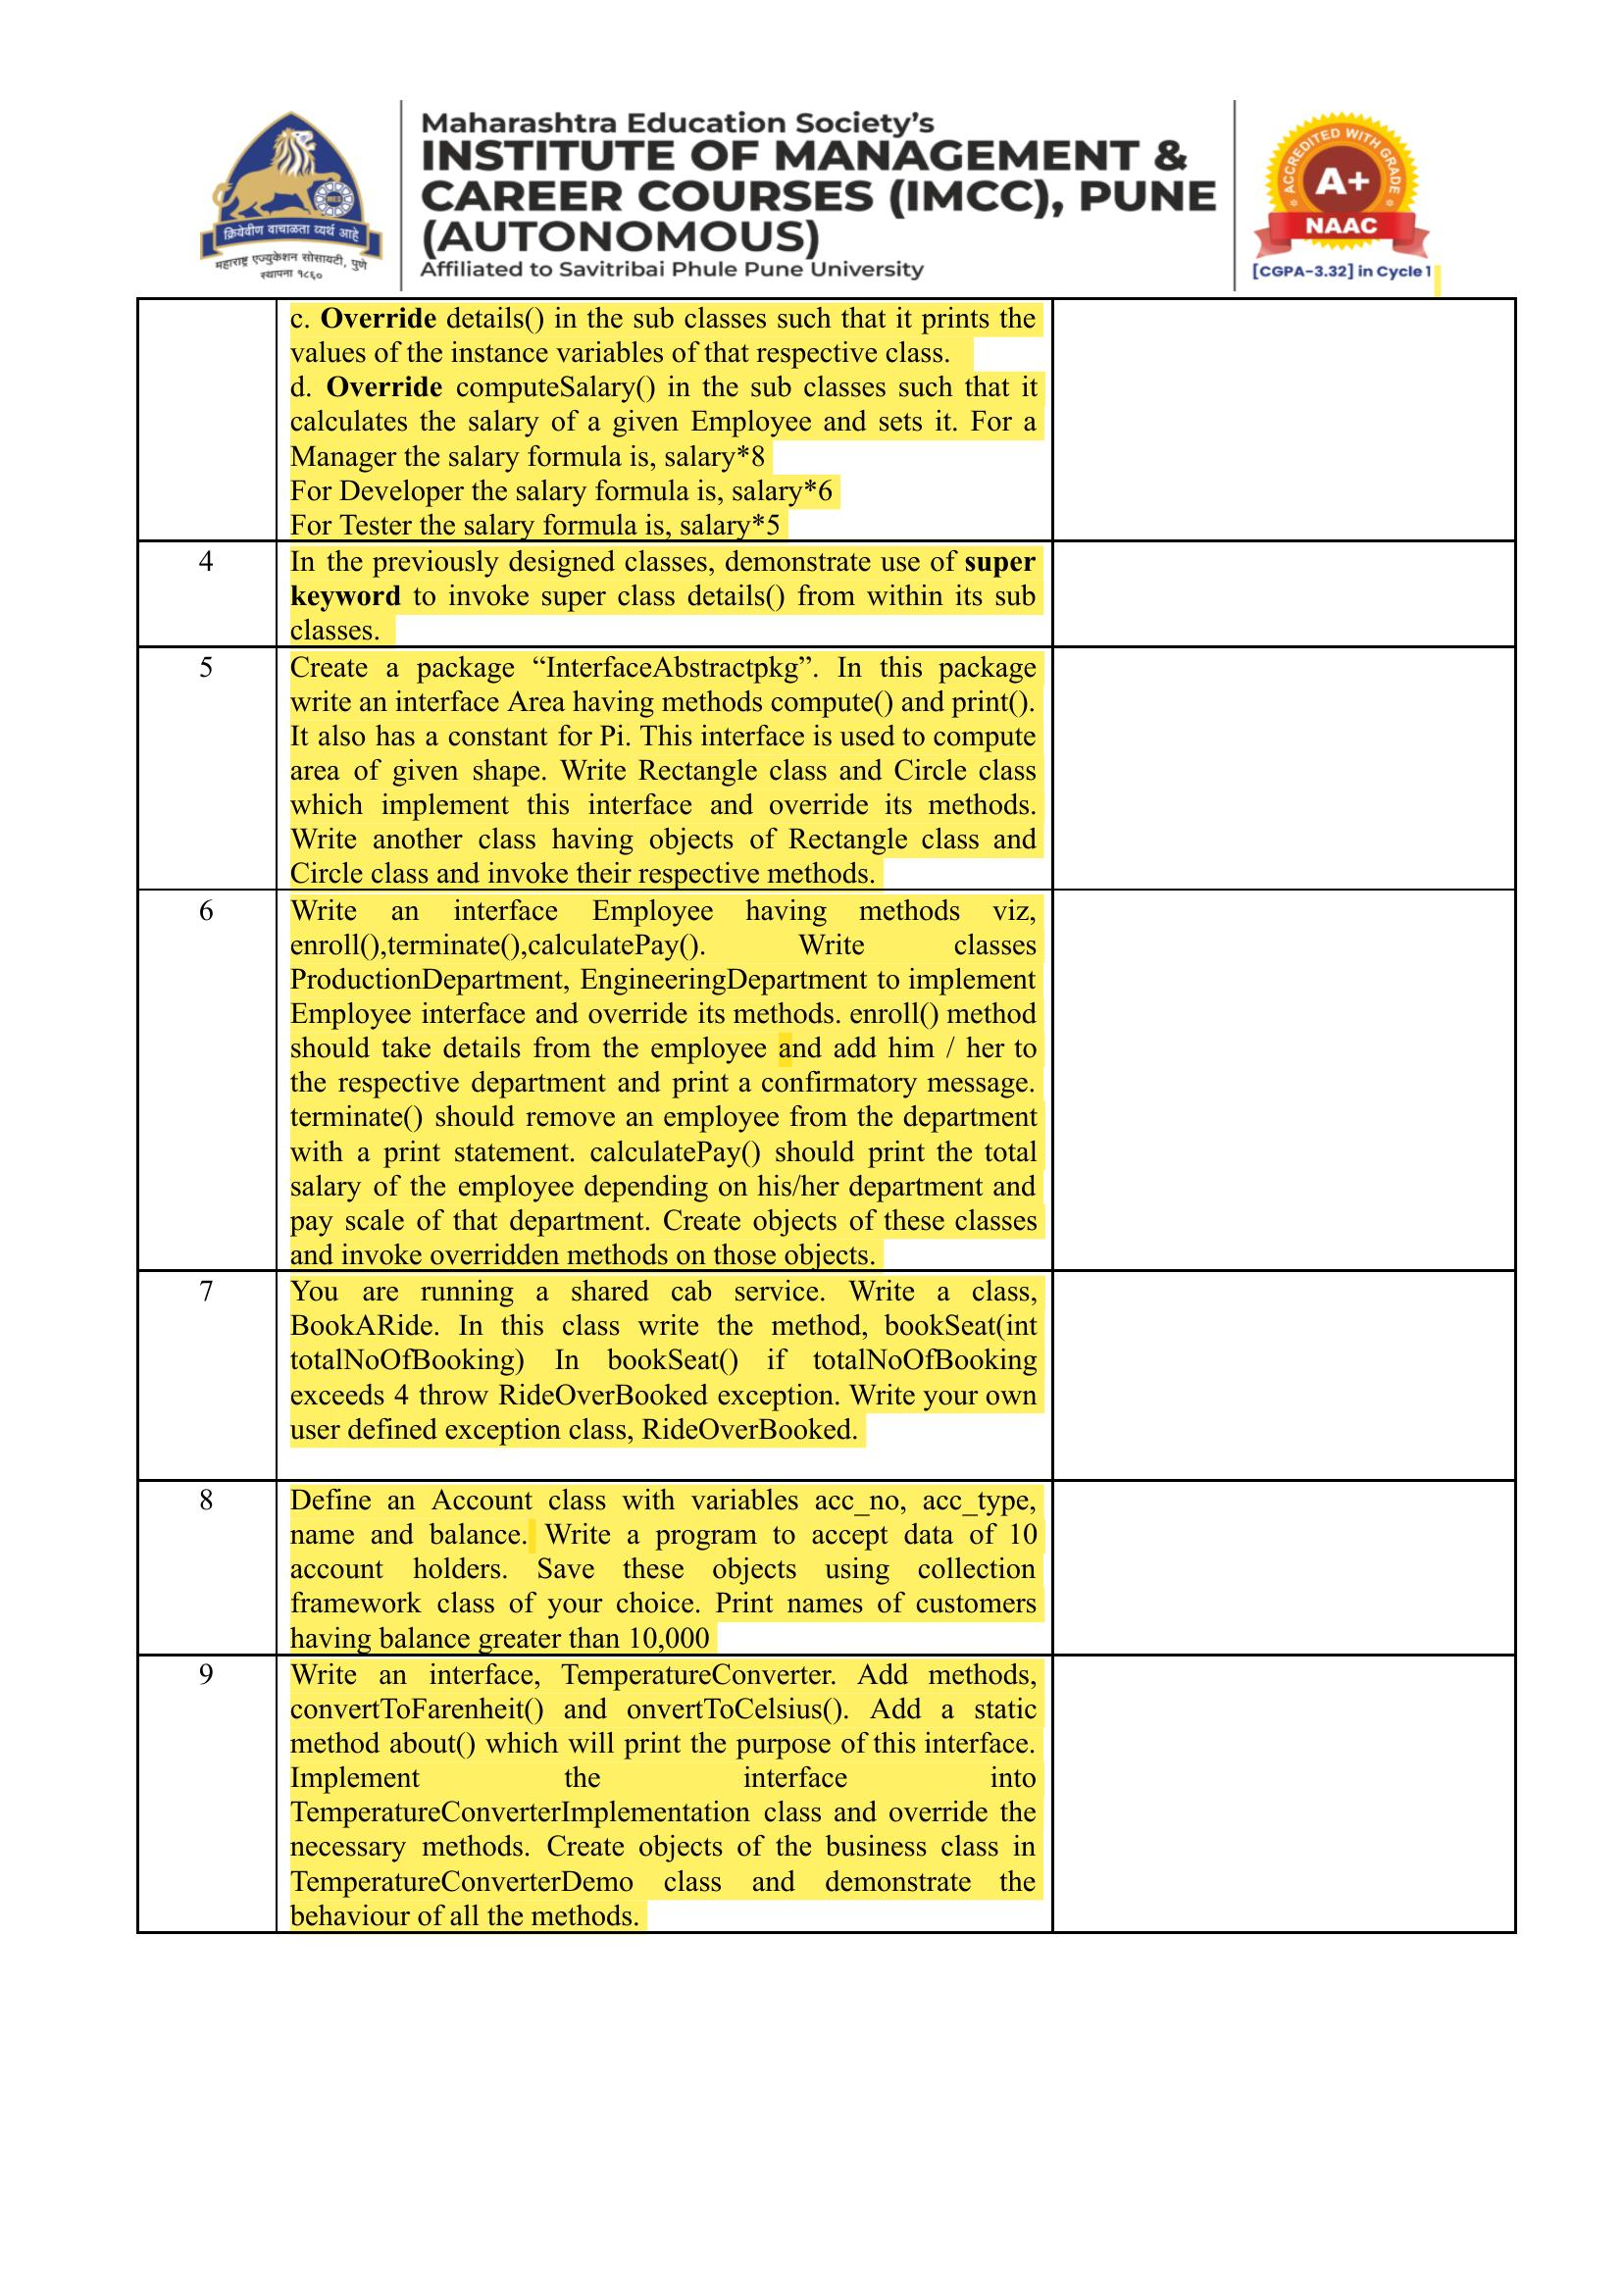 Maharashtra Education Society's
INSTITUTE OF MANAGEMENT &
CAREER COURSES (IMCC), PUNE
(AUTONOMOUS)
Affiliated to Savitribai Phule Pune University
MES
क्रियेवीण वाचाळता व्यर्थ आहे
महाराष्ट्र एज्युकेशन सोसायटी, पुणे
स्थापना १८६०
ACCREDITED WITH GRADE
A+
NAAC
[CGPA-3.32] in Cycle 1
c. Override details() in the sub classes such that it prints the
values of the instance variables of that respective class.
d. Override computeSalary() in the sub classes such that it
calculates the salary of a given Employee and sets it. For a
Manager the salary formula is, salary*8
For Developer the salary formula is, salary*6
For Tester the salary formula is, salary*5
4
In the previously designed classes, demonstrate use of super
keyword to invoke super class details() from within its sub
classes.
5
Create a package “InterfaceAbstractpkg”. In this package
write an interface Area having methods compute() and print().
It also has a constant for Pi. This interface is used to compute
area of given shape. Write Rectangle class and Circle class
which implement this interface and override its methods.
Write another class having objects of Rectangle class and
Circle class and invoke their respective methods.
6
Write an interface Employee having methods viz,
enroll(),terminate(),calculatePay(). Write classes
ProductionDepartment, EngineeringDepartment to implement
Employee interface and override its methods. enroll() method
should take details from the employee and add him / her to
the respective department and print a confirmatory message.
terminate() should remove an employee from the department
with a print statement. calculatePay() should print the total
salary of the employee depending on his/her department and
pay scale of that department. Create objects of these classes
and invoke overridden methods on those objects.
7
You are running a shared cab service. Write a class,
BookARide. In this class write the method, bookSeat(int
totalNoOfBooking) In bookSeat() if totalNoOfBooking
exceeds 4 throw RideOverBooked exception. Write your own
user defined exception class, RideOverBooked.
8
Define an Account class with variables acc_no, acc_type,
name and balance. Write a program to accept data of 10
account holders. Save these objects using collection
framework class of your choice. Print names of customers
having balance greater than 10,000
9
Write an interface, TemperatureConverter. Add methods,
convertToFarenheit() and onvertToCelsius(). Add a static
method about() which will print the purpose of this interface.
Implement the interface into
TemperatureConverterImplementation class and override the
necessary methods. Create objects of the business class in
TemperatureConverterDemo class and demonstrate the
behaviour of all the methods.